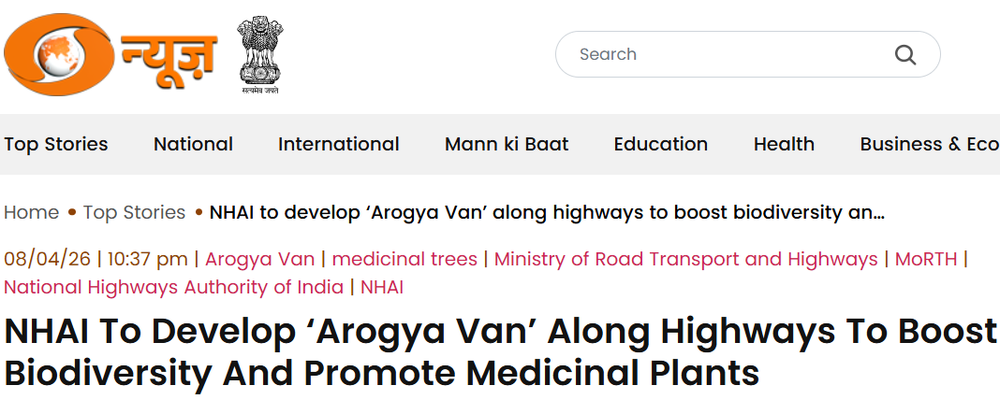 न्यूज़
सत्यमेव जयते
Search
Top Stories National International Mann ki Baat Education Health Business & Eco
Home • Top Stories • NHAI to develop ‘Arogya Van’ along highways to boost biodiversity an...
08/04/26 | 10:37 pm | Arogya Van | medicinal trees | Ministry of Road Transport and Highways | MoRTH |
National Highways Authority of India | NHAI
NHAI To Develop ‘Arogya Van’ Along Highways To Boost
Biodiversity And Promote Medicinal Plants